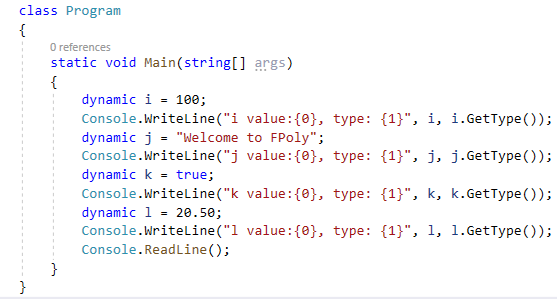 class Program
{
0 references
static void Main(string[] args)
{
dynamic i = 100;
Console.WriteLine("i value:{0}, type: {1}", i, i.GetType());
dynamic j = "Welcome to FPoly";
Console.WriteLine("j value:{0}, type: {1}", j, j.GetType());
dynamic k = true;
Console.WriteLine("k value:{0}, type: {1}", k, k.GetType());
dynamic l = 20.50;
Console.WriteLine("l value:{0}, type: {1}", l, l.GetType());
Console.ReadLine();
}
}